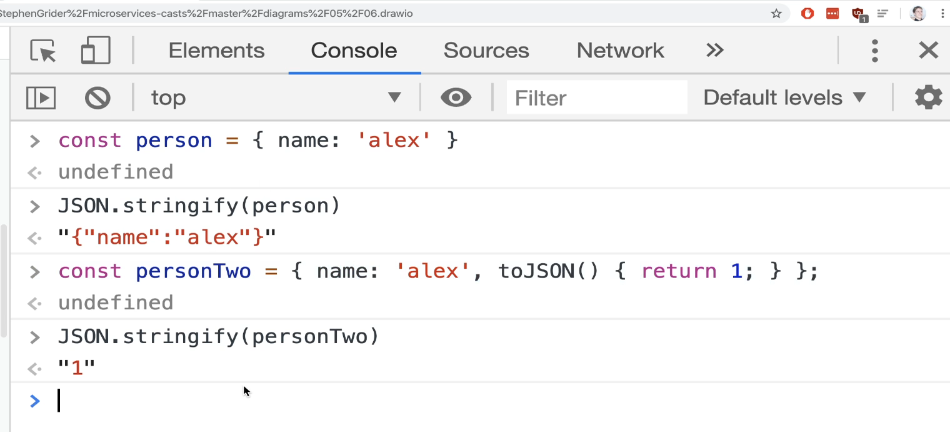 StephenGrider%2Fmicroservices-casts%2Fmaster%2Fdiagrams%2F05%2F06.drawio
Elements Console Sources Network »
top Filter Default levels
> const person = { name: 'alex' }
undefined
> JSON.stringify(person)
"{"name":"alex"}"
> const personTwo = { name: 'alex', toJSON() { return 1; } };
undefined
> JSON.stringify(personTwo)
"1"
>